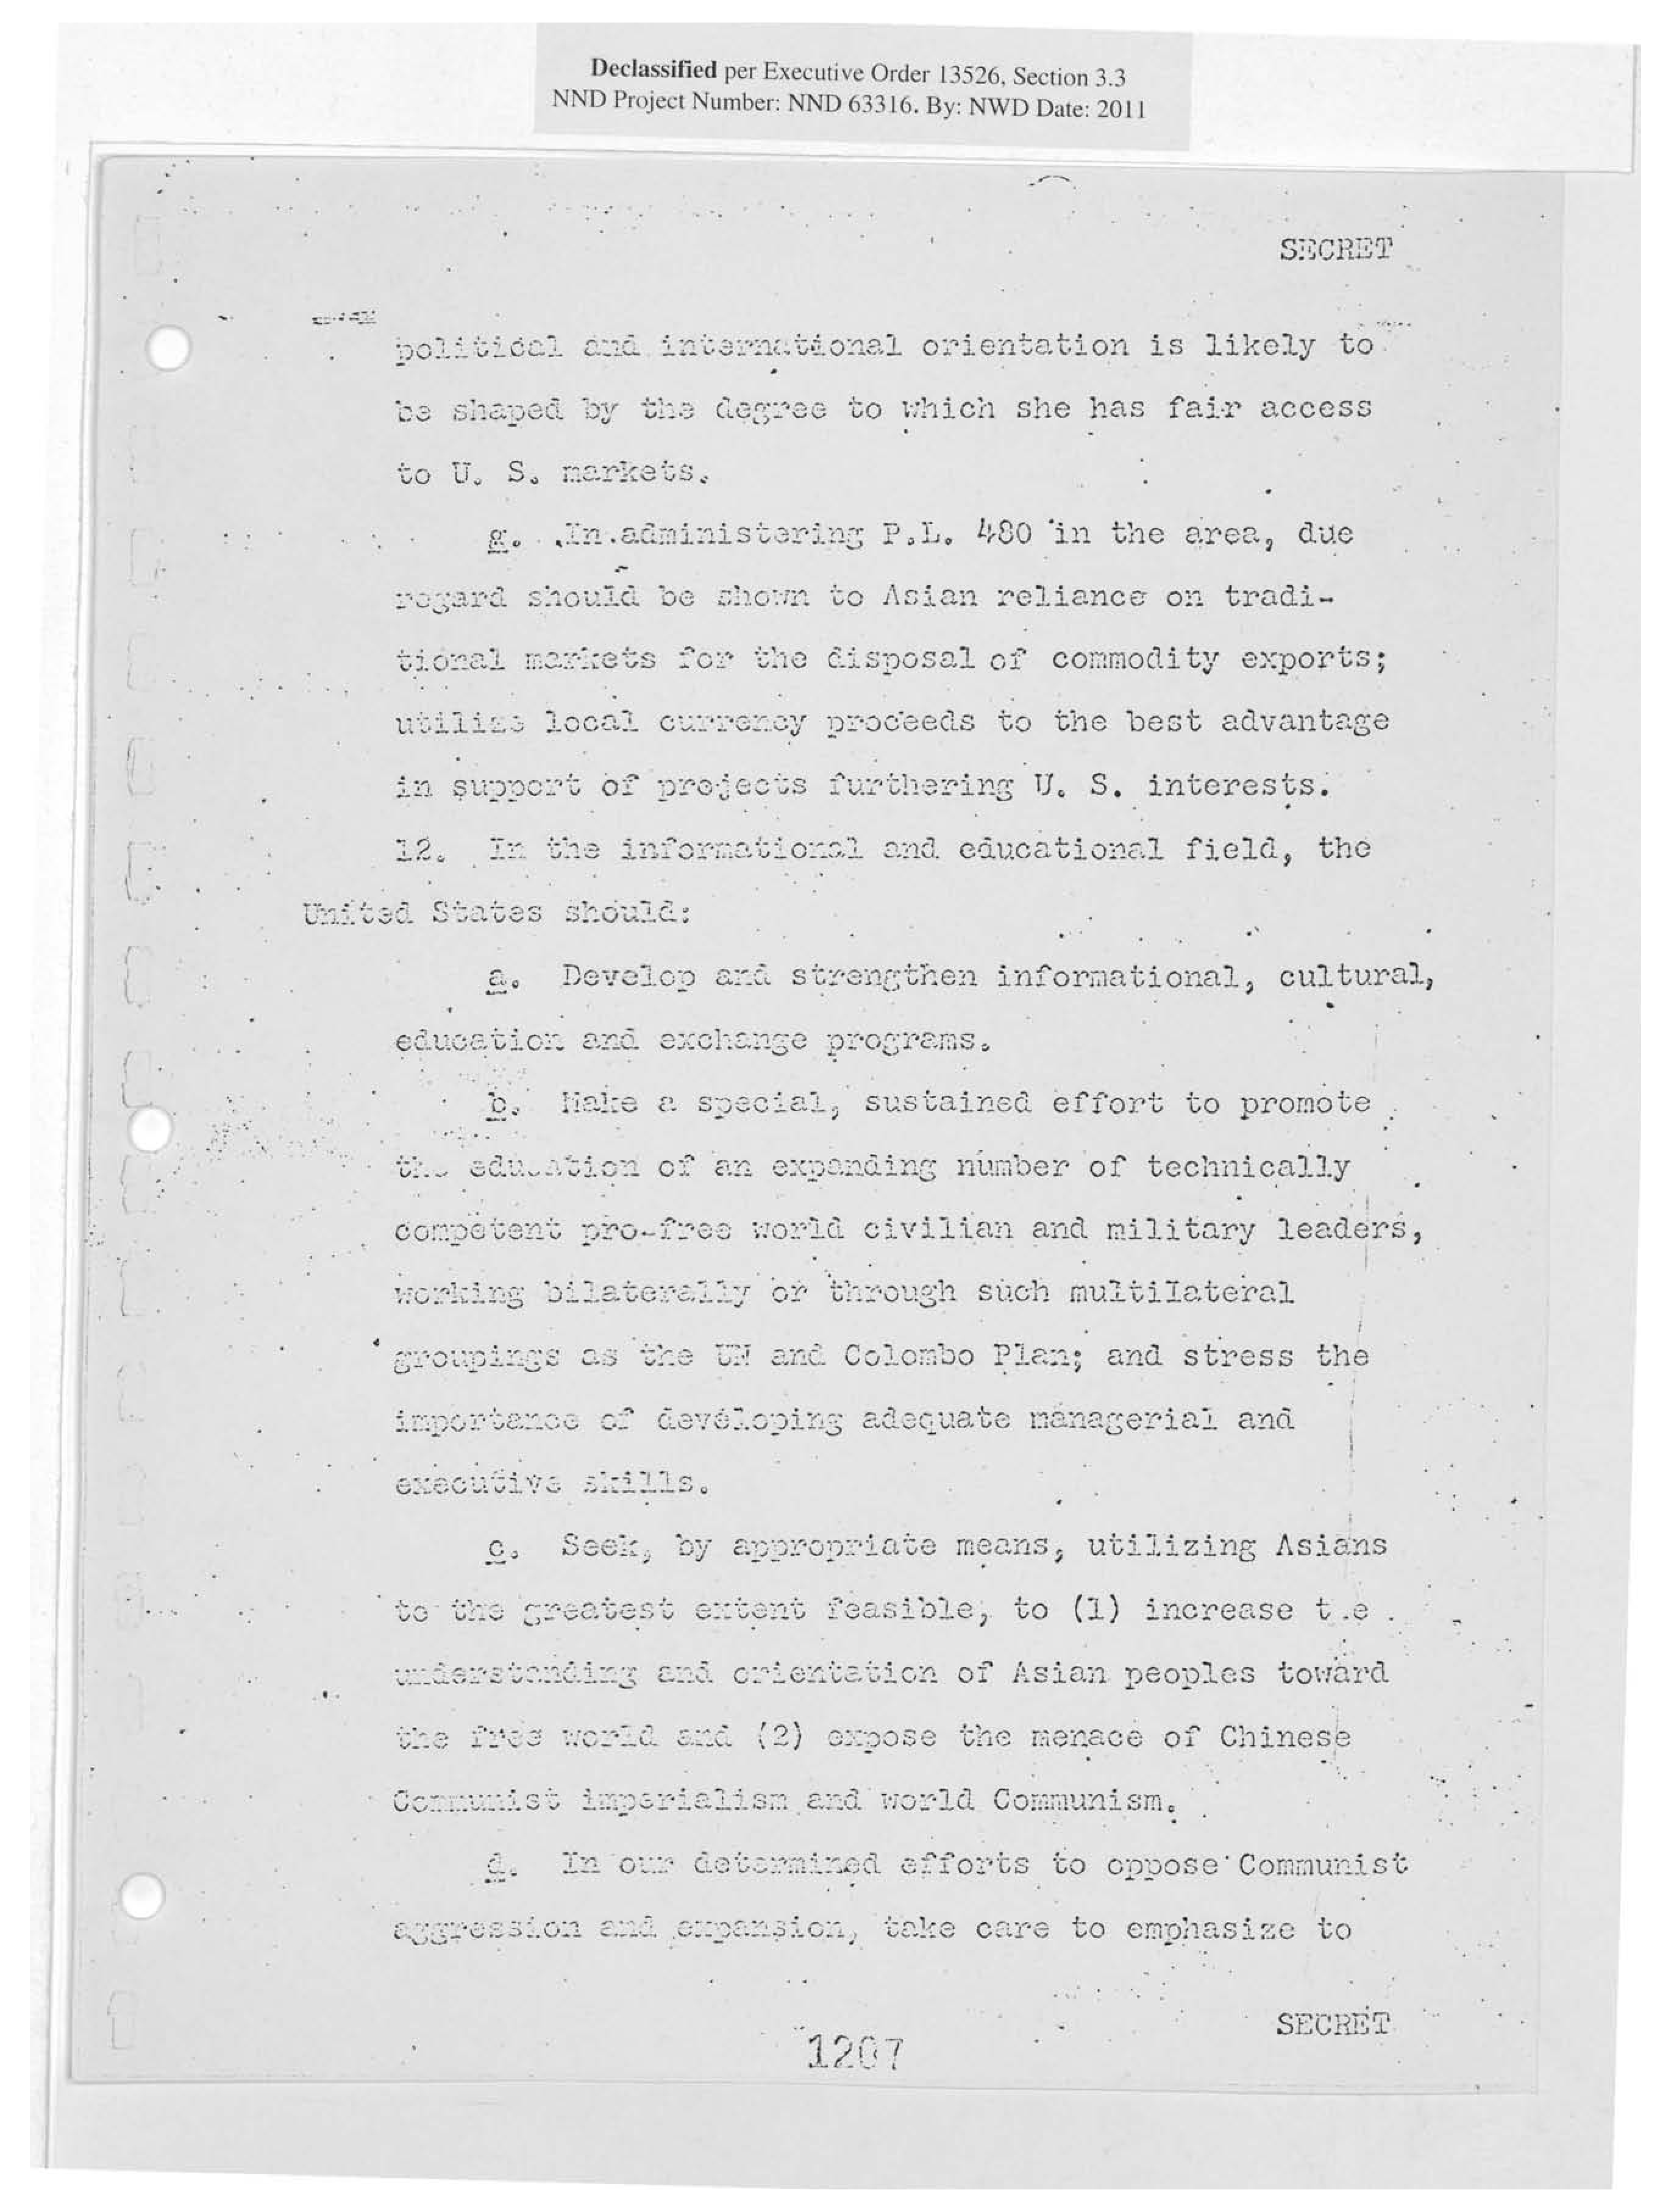 Declassified per Executive Order 13526, Section 3.3
NND Project Number: NND 63316. By: NWD Date: 2011
SECRET
political and international orientation is likely to
be shaped by the degree to which she has fair access
to U. S. markets.
g. In administering P.L. 480 in the area, due
regard should be shown to Asian reliance on tradi-
tional markets for the disposal of commodity exports;
utilize local currency proceeds to the best advantage
in support of projects furthering U. S. interests.
12. In the informational and educational field, the
United States should:
a. Develop and strengthen informational, cultural,
education and exchange programs.
b. Make a special, sustained effort to promote
the education of an expanding number of technically
competent pro-free world civilian and military leaders,
working bilaterally or through such multilateral
groupings as the UN and Colombo Plan; and stress the
importance of developing adequate managerial and
executive skills.
c. Seek, by appropriate means, utilizing Asians
to the greatest extent feasible, to (1) increase the
understanding and orientation of Asian peoples toward
the free world and (2) expose the menace of Chinese
Communist imperialism and world Communism.
d. In our determined efforts to oppose Communist
aggression and expansion, take care to emphasize to
SECRET
1207